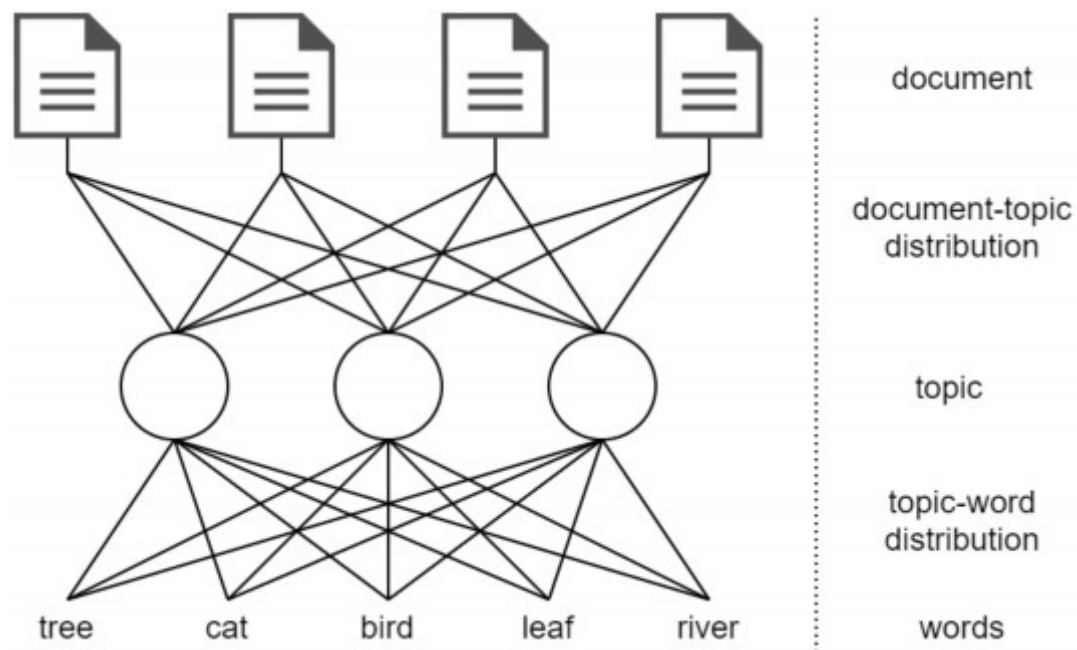 document
document-topic
distribution
topic
topic-word
distribution
tree cat bird leaf river words